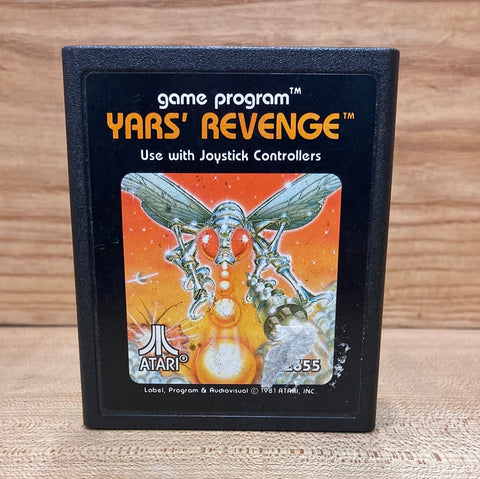 game program™
YARS' REVENGE™
Use with Joystick Controllers
ATARI®
Label, Program & Audiovisual © 1981 ATARI, INC.